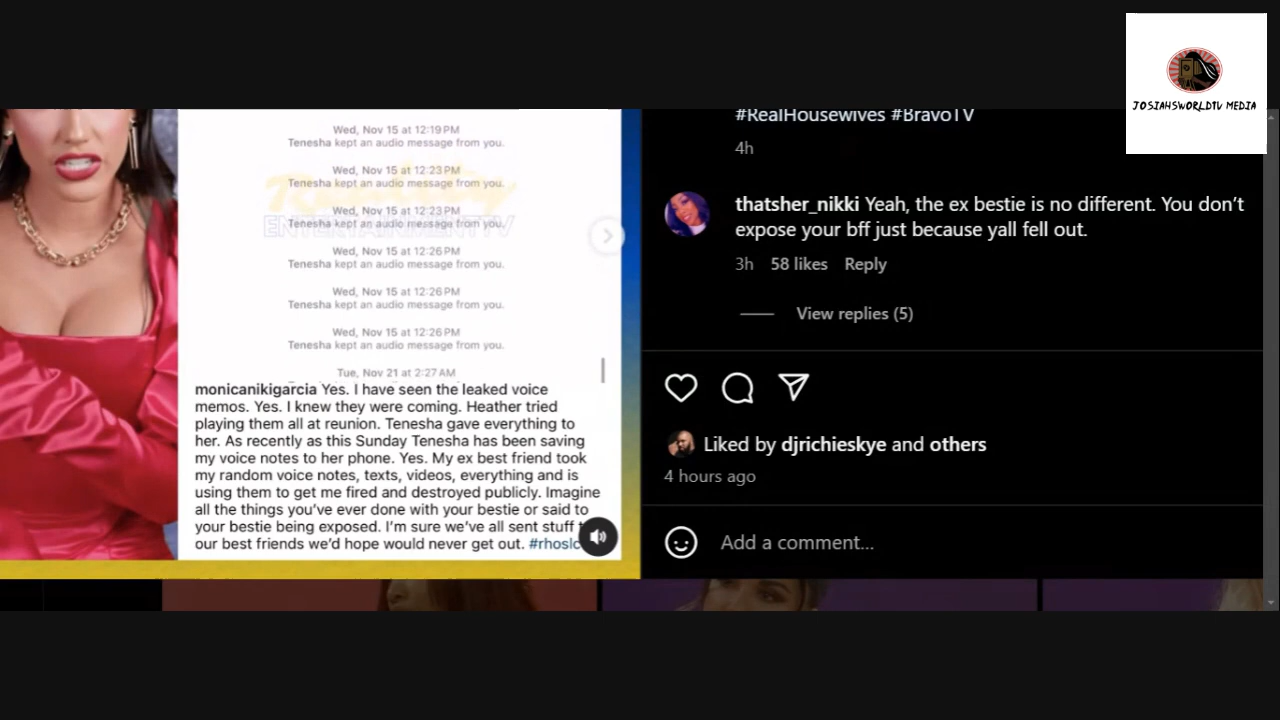 JOSIAHSWORLDTV MEDIA
Wed, Nov 15 at 12:19 PM
Tenesha kept an audio message from you.
Wed, Nov 15 at 12:23 PM
Tenesha kept an audio message from you.
Wed, Nov 15 at 12:23 PM
Tenesha kept an audio message from you.
ENTERTAINMENTTV
Wed, Nov 15 at 12:26 PM
Tenesha kept an audio message from you.
Wed, Nov 15 at 12:26 PM
Tenesha kept an audio message from you.
Wed, Nov 15 at 12:26 PM
Tenesha kept an audio message from you.
Tue, Nov 21 at 2:27 AM
monicanikigarcia Yes. I have seen the leaked voice
memos. Yes. I knew they were coming. Heather tried
playing them all at reunion. Tenesha gave everything to
her. As recently as this Sunday Tenesha has been saving
my voice notes to her phone. Yes. My ex best friend took
my random voice notes, texts, videos, everything and is
using them to get me fired and destroyed publicly. Imagine
all the things you've ever done with your bestie or said to
your bestie being exposed. I'm sure we've all sent stuff t
our best friends we'd hope would never get out. #rhoslc
#RealHousewives #BravoTV
4h
thatsher_nikki Yeah, the ex bestie is no different. You don't
expose your bff just because yall fell out.
3h 58 likes Reply
View replies (5)
Liked by djrichieskye and others
4 hours ago
Add a comment...